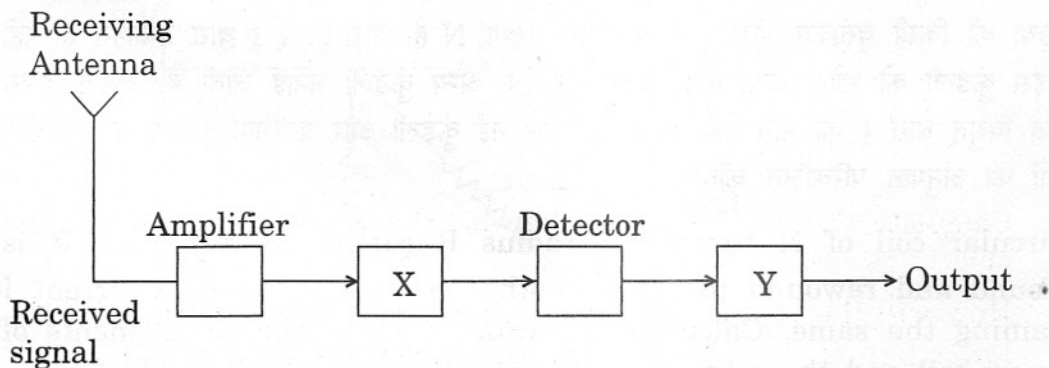 Receiving
Antenna
Amplifier
Detector
X
Y
Output
Received
signal